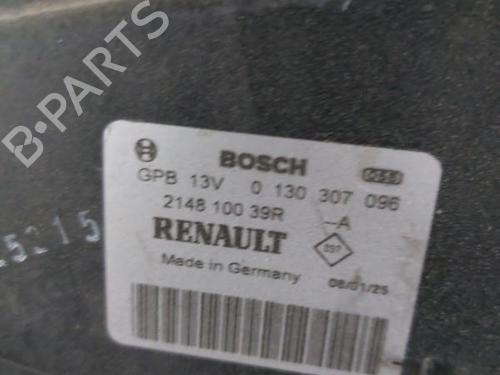 B-PARTS
BOSCH
GPB 13V 0 130 307 096
2148 100 39R --A
RENAULT
Made in Germany 08/01/25